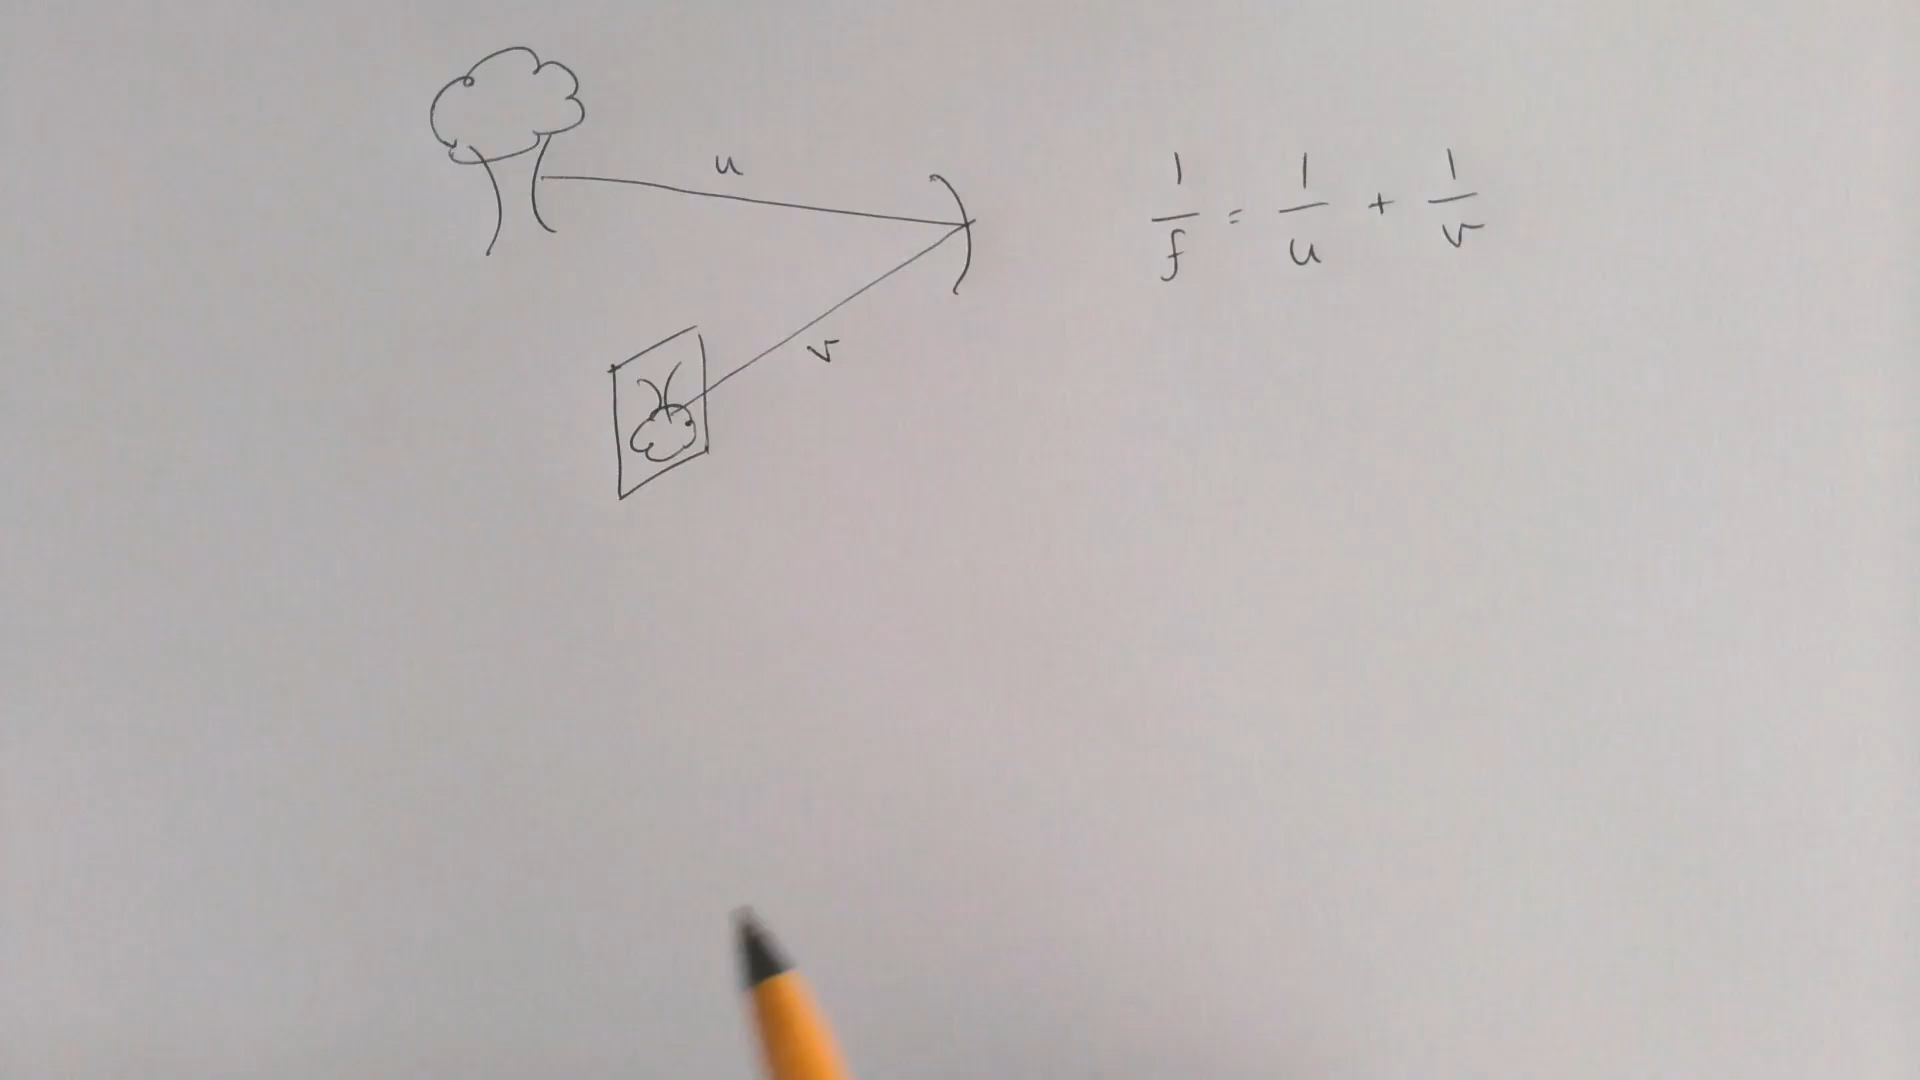 u
1/f = 1/u + 1/v
v